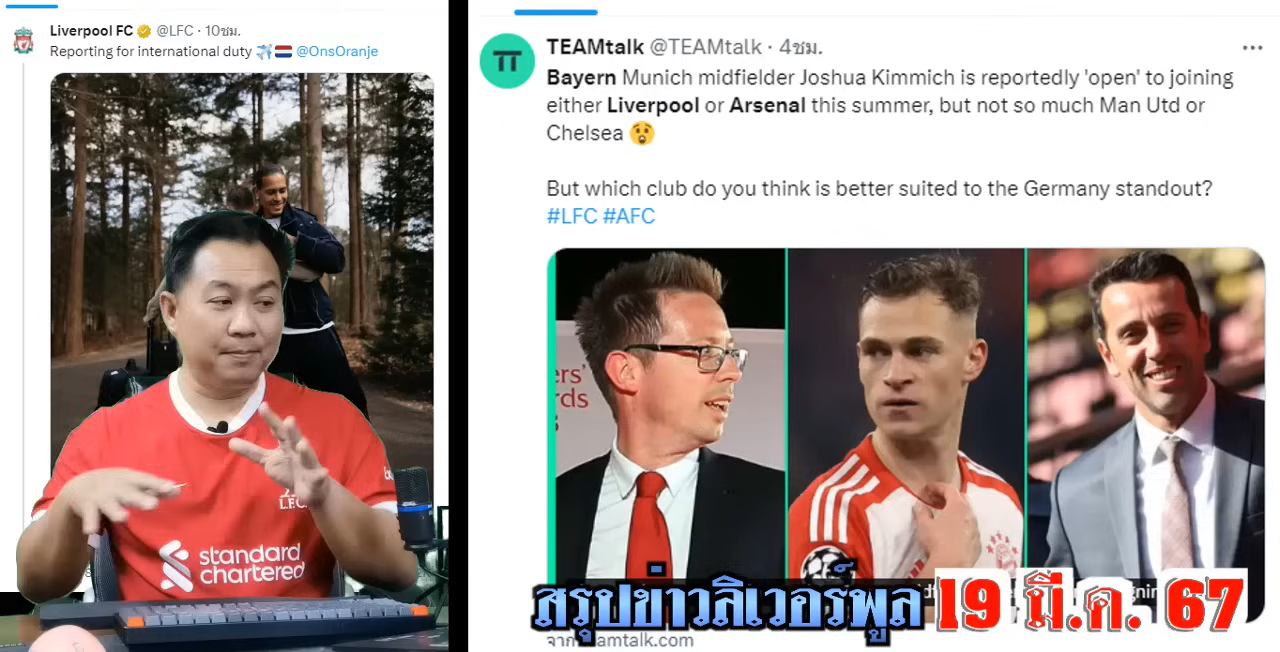 Liverpool FC @LFC · 10ชม.
Reporting for international duty @OnsOranje
L.F.C.
standard
chartered
TEAMtalk @TEAMtalk · 4ชม.
Bayern Munich midfielder Joshua Kimmich is reportedly 'open' to joining
either Liverpool or Arsenal this summer, but not so much Man Utd or
Chelsea
But which club do you think is better suited to the Germany standout?
#LFC #AFC
สรุปข่าวลิเวอร์พูล 19 มี.ค. 67